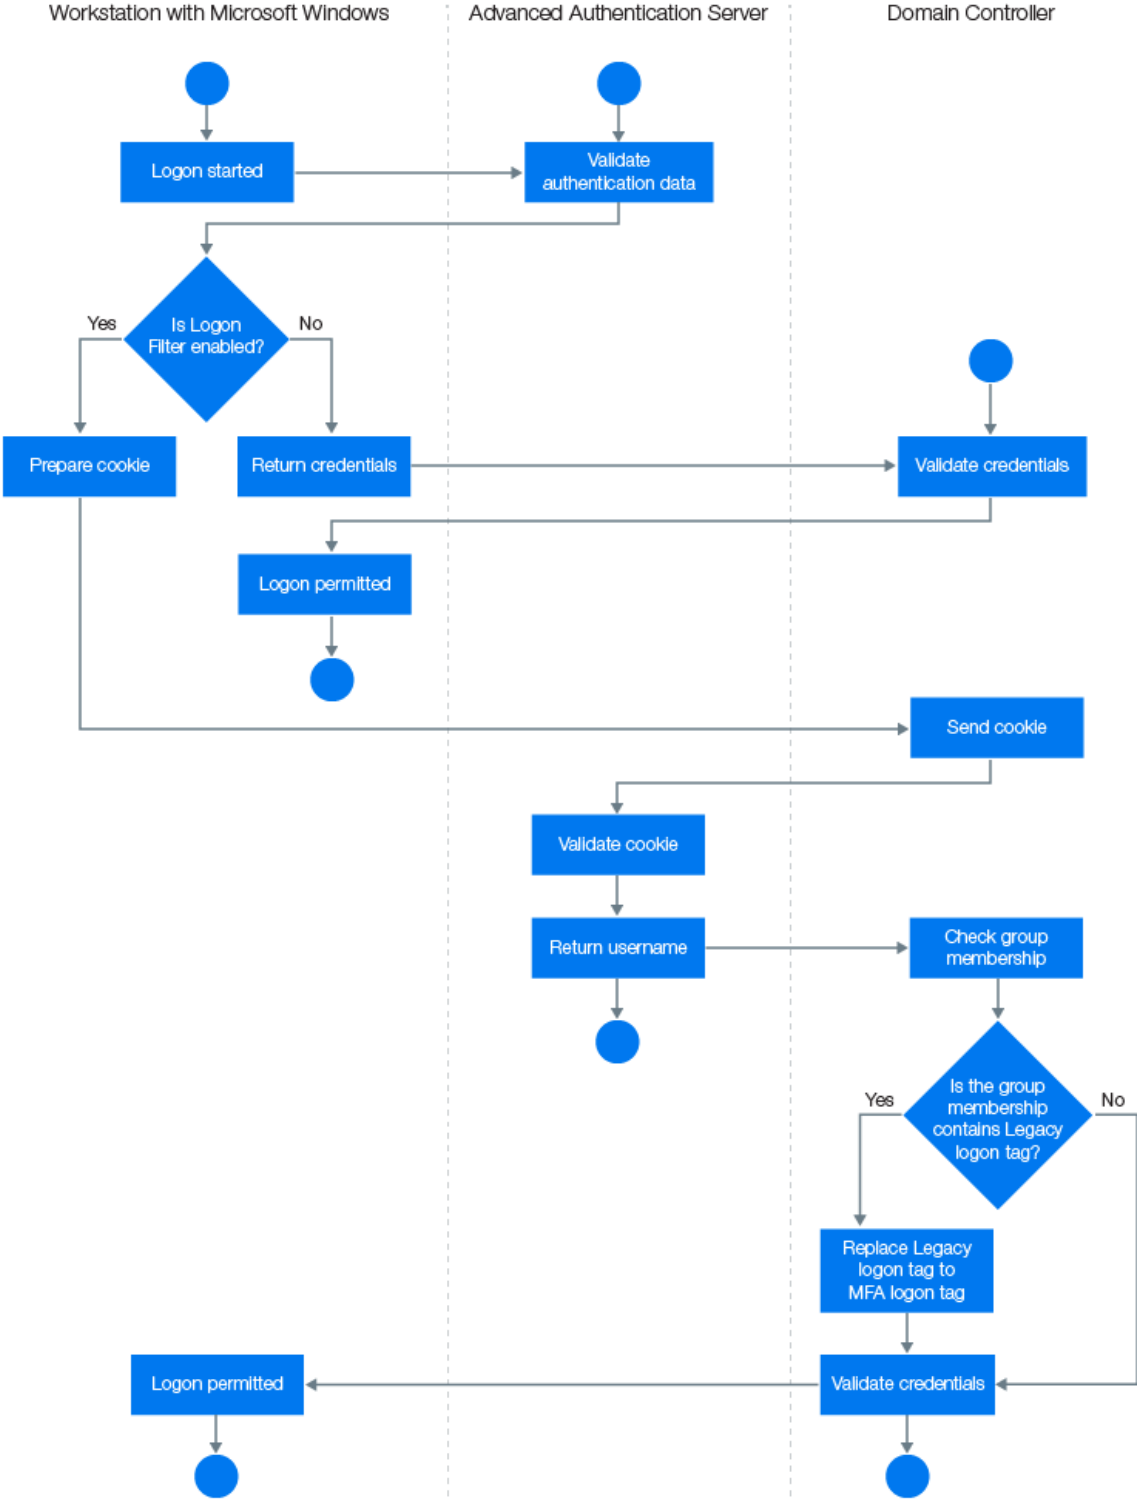 Workstation with Microsoft Windows
Advanced Authentication Server
Domain Controller
Logon started
Validate
authentication data
Is Logon
Filter enabled?
Yes
No
Prepare cookie
Return credentials
Validate credentials
Logon permitted
Send cookie
Validate cookie
Return username
Check group
membership
Is the group
membership
contains Legacy
logon tag?
Yes
No
Replace Legacy
logon tag to
MFA logon tag
Logon permitted
Validate credentials